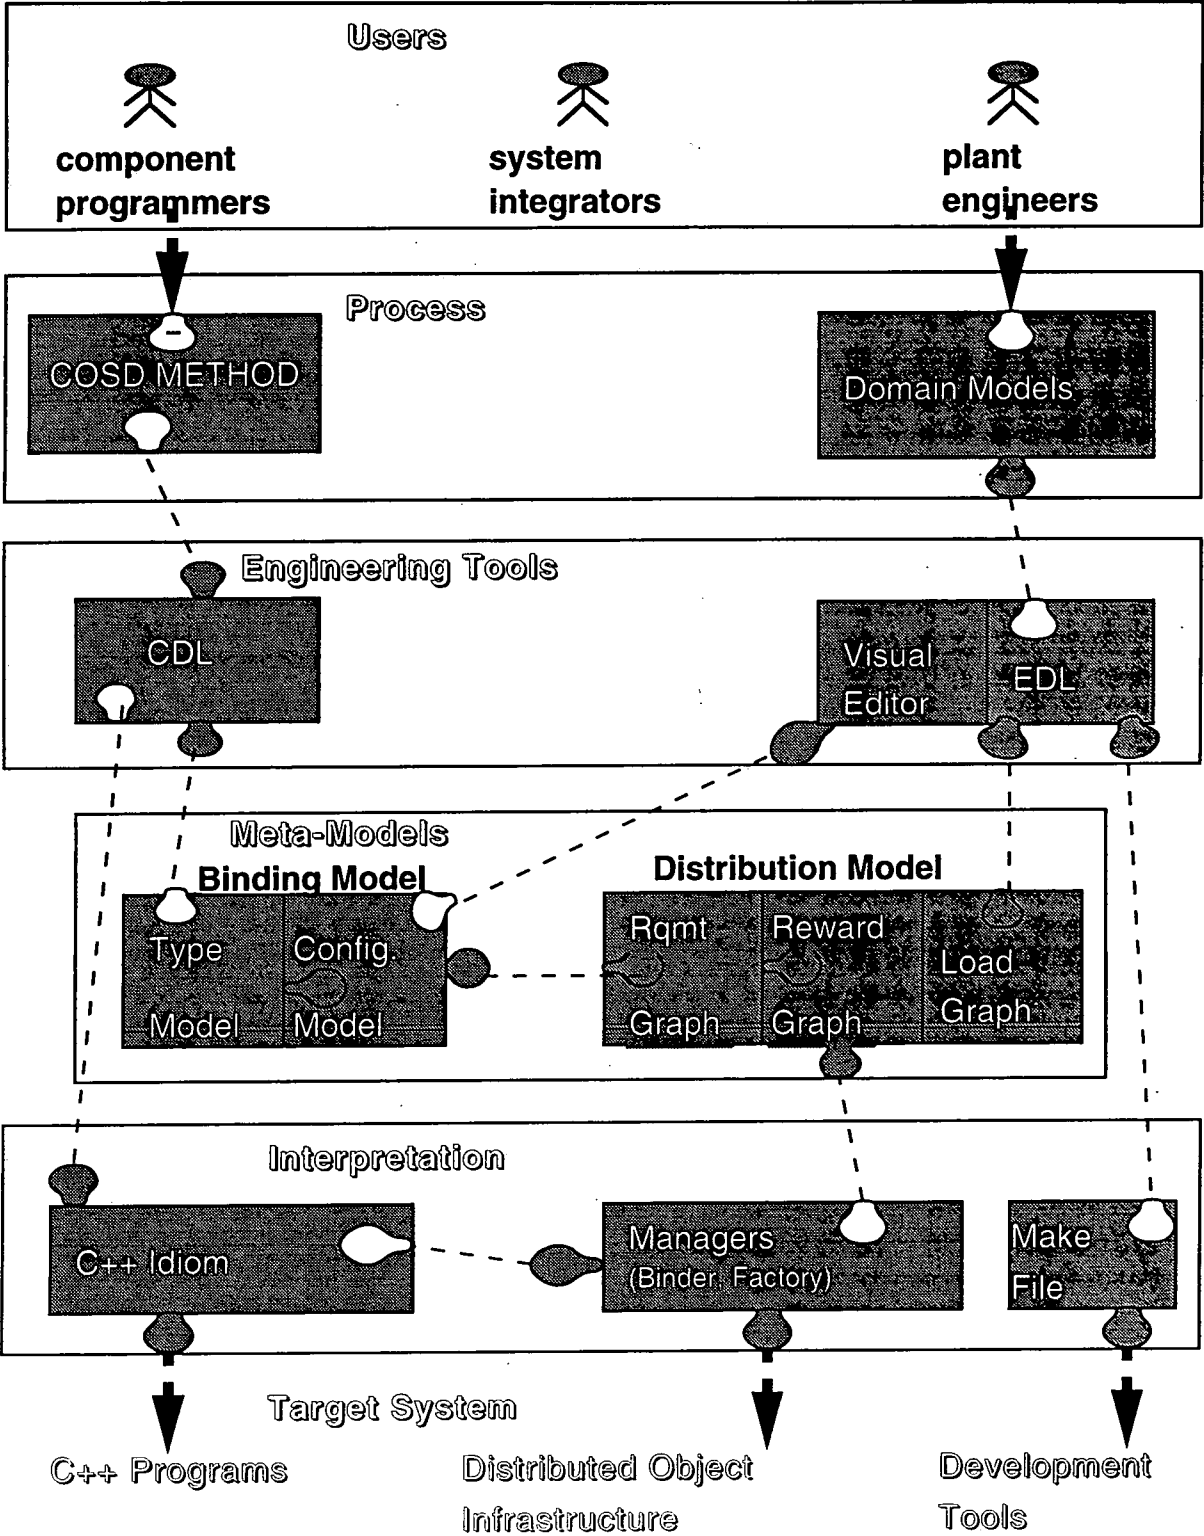 Users
component
programmers
system
integrators
plant
engineers
Process
COSD METHOD
Domain Models
Engineering Tools
CDL
Visual
Editor
EDL
Meta-Models
Binding Model
Distribution Model
Type
Model
Config.
Model
Rqmt
Graph
Reward
Graph
Load
Graph
Interpretation
C++ Idiom
Managers
(Binder, Factory)
Make
File
Target System
C++ Programs
Distributed Object
Infrastructure
Development
Tools